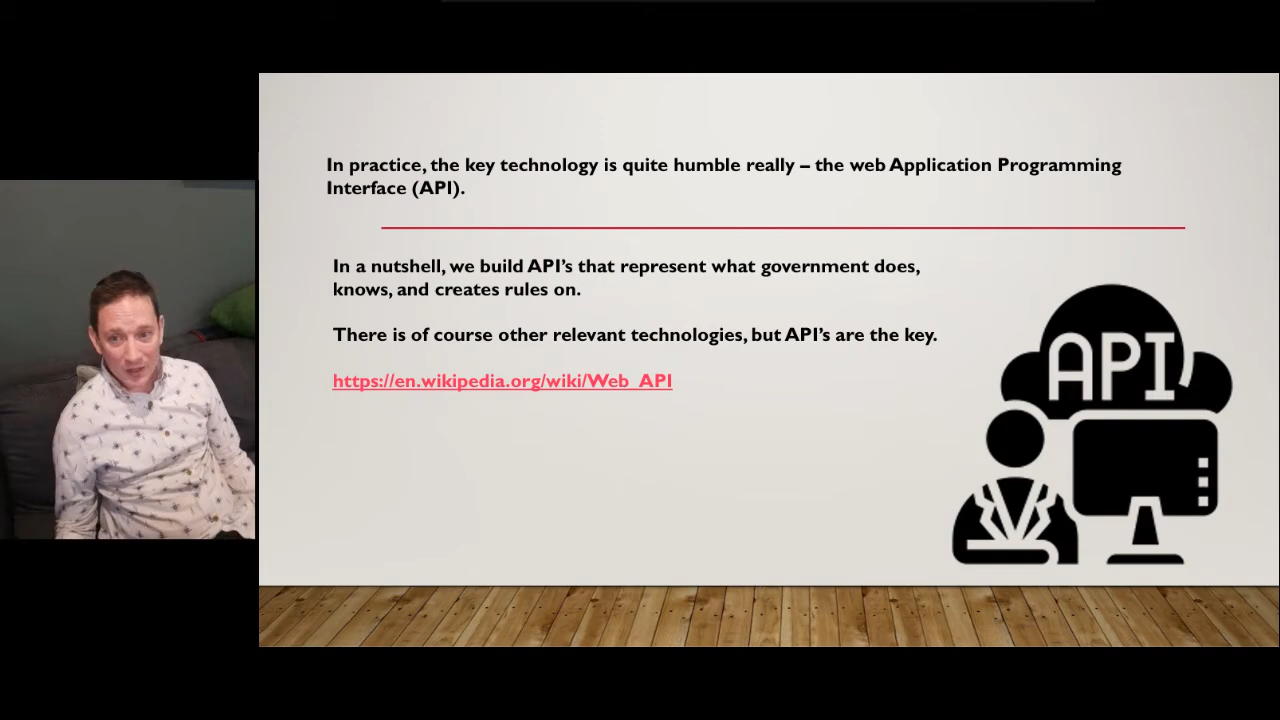 In practice, the key technology is quite humble really – the web Application Programming
Interface (API).
In a nutshell, we build API’s that represent what government does,
knows, and creates rules on.
There is of course other relevant technologies, but API’s are the key.
https://en.wikipedia.org/wiki/Web_API
API